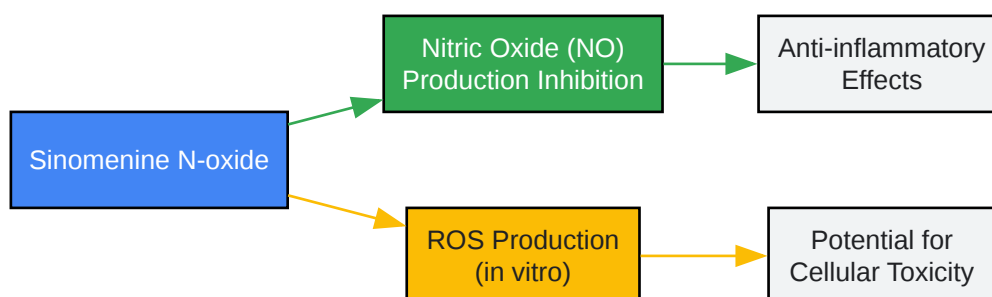 Nitric Oxide (NO)
Production Inhibition
Anti-inflammatory
Effects
Sinomenine N-oxide
ROS Production
(in vitro)
Potential for
Cellular Toxicity